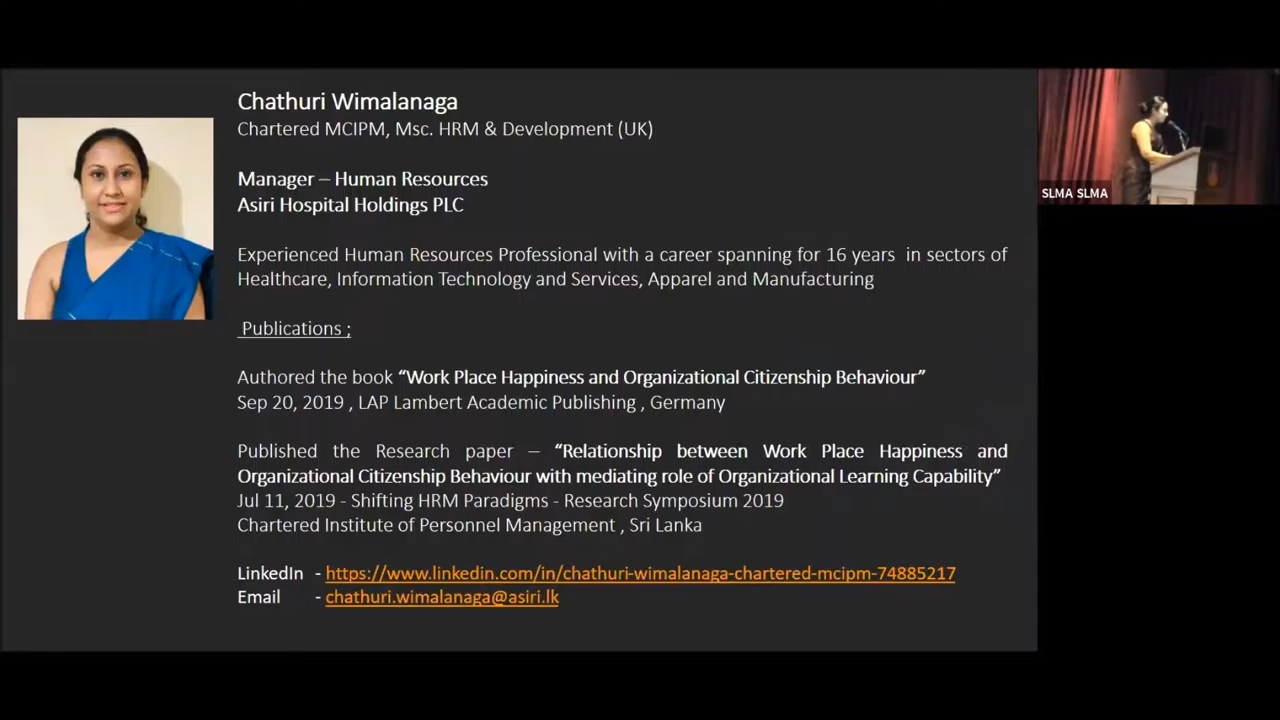 Chathuri Wimalanaga
Chartered MCIPM, Msc. HRM & Development (UK)
Manager – Human Resources
Asiri Hospital Holdings PLC
Experienced Human Resources Professional with a career spanning for 16 years in sectors of
Healthcare, Information Technology and Services, Apparel and Manufacturing
Publications ;
Authored the book “Work Place Happiness and Organizational Citizenship Behaviour”
Sep 20, 2019 , LAP Lambert Academic Publishing , Germany
Published the Research paper – “Relationship between Work Place Happiness and
Organizational Citizenship Behaviour with mediating role of Organizational Learning Capability”
Jul 11, 2019 - Shifting HRM Paradigms - Research Symposium 2019
Chartered Institute of Personnel Management , Sri Lanka
LinkedIn - https://www.linkedin.com/in/chathuri-wimalanaga-chartered-mcipm-74885217
Email - chathuri.wimalanaga@asiri.lk
SLMA SLMA